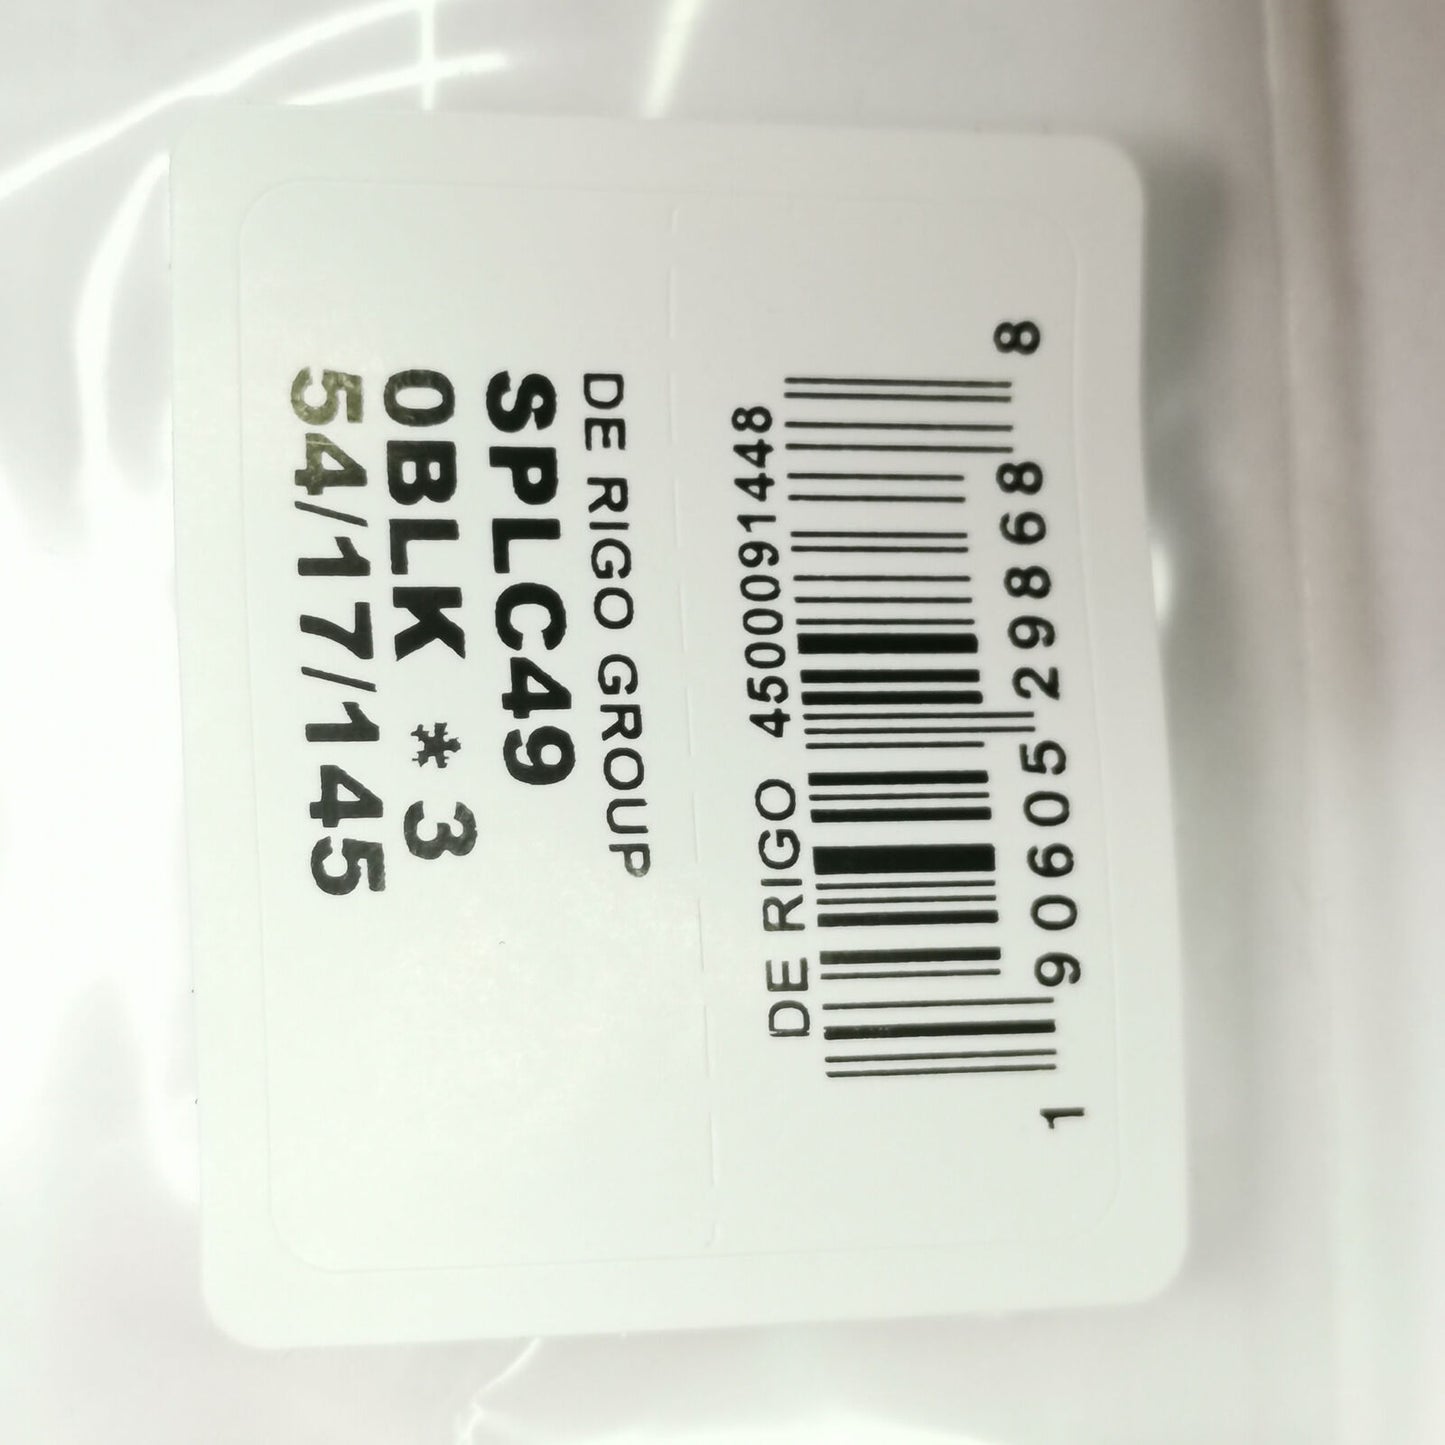 DE RIGO GROUP
SPLC49
0BLK *3
54/17/145
DE RIGO 4500091448
1 90605 29868 8